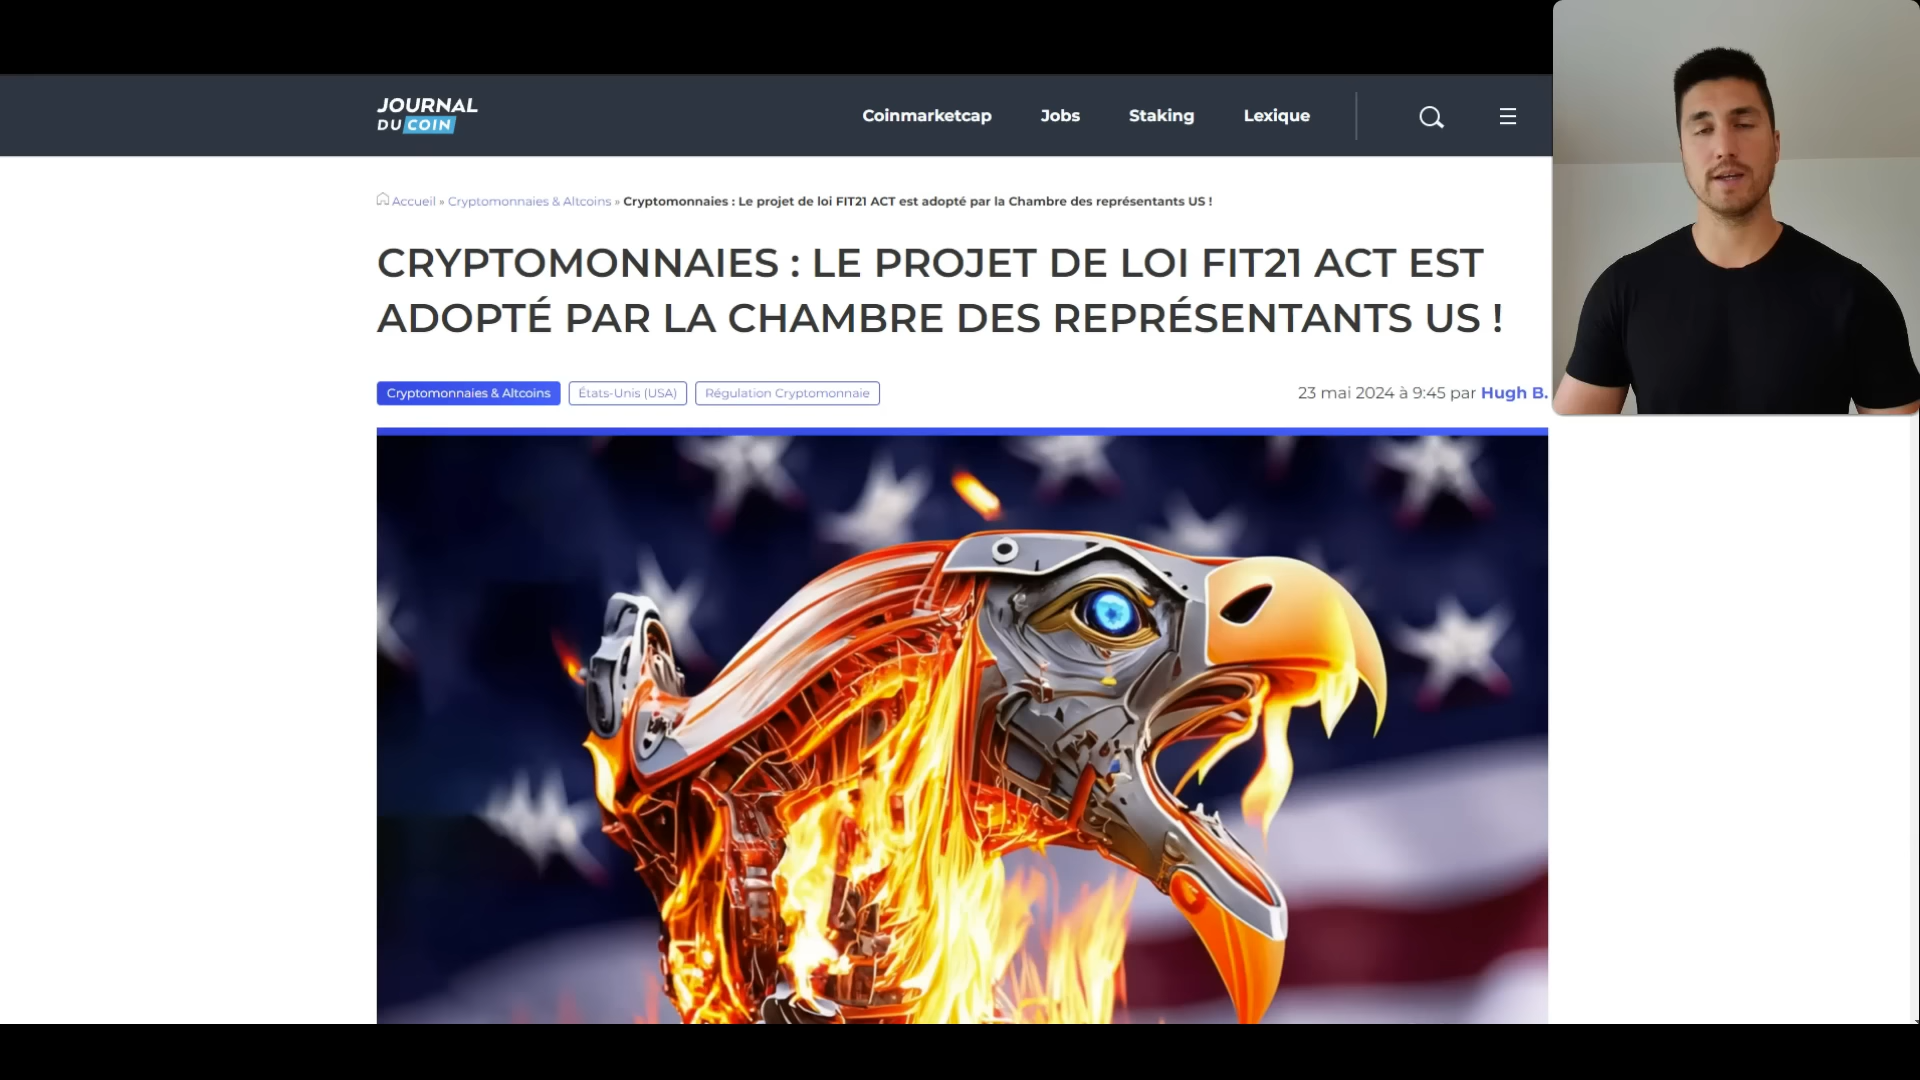 JOURNAL
DU COIN
Coinmarketcap Jobs Staking Lexique
Accueil » Cryptomonnaies & Altcoins » Cryptomonnaies : Le projet de loi FIT21 ACT est adopté par la Chambre des représentants US !
CRYPTOMONNAIES : LE PROJET DE LOI FIT21 ACT EST
ADOPTÉ PAR LA CHAMBRE DES REPRÉSENTANTS US !
Cryptomonnaies & Altcoins États-Unis (USA) Régulation Cryptomonnaie 23 mai 2024 à 9:45 par Hugh B.